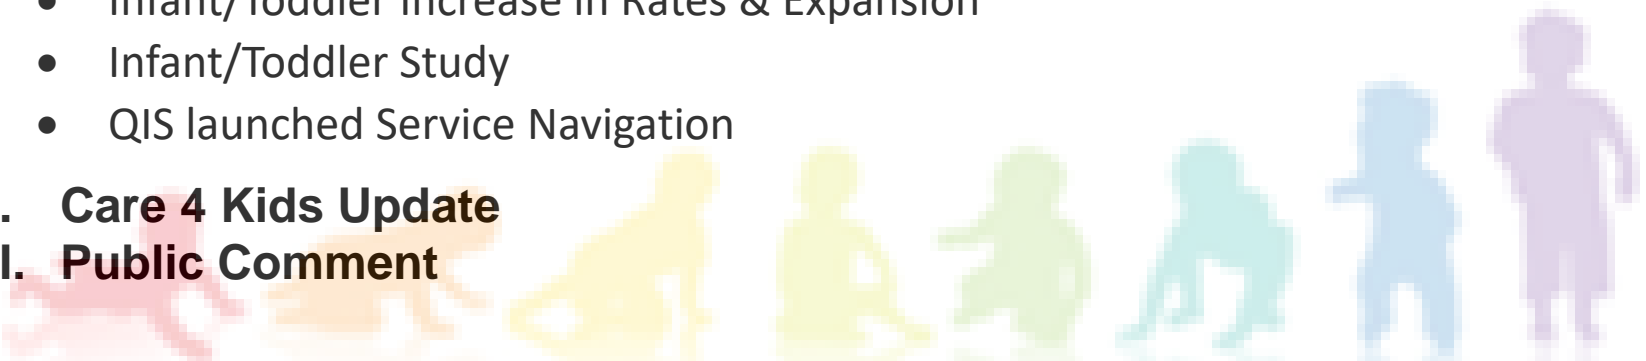 • Infant/Toddler Increase in Rates & Expansion
• Infant/Toddler Study
• QIS launched Service Navigation
. Care 4 Kids Update
I. Public Comment